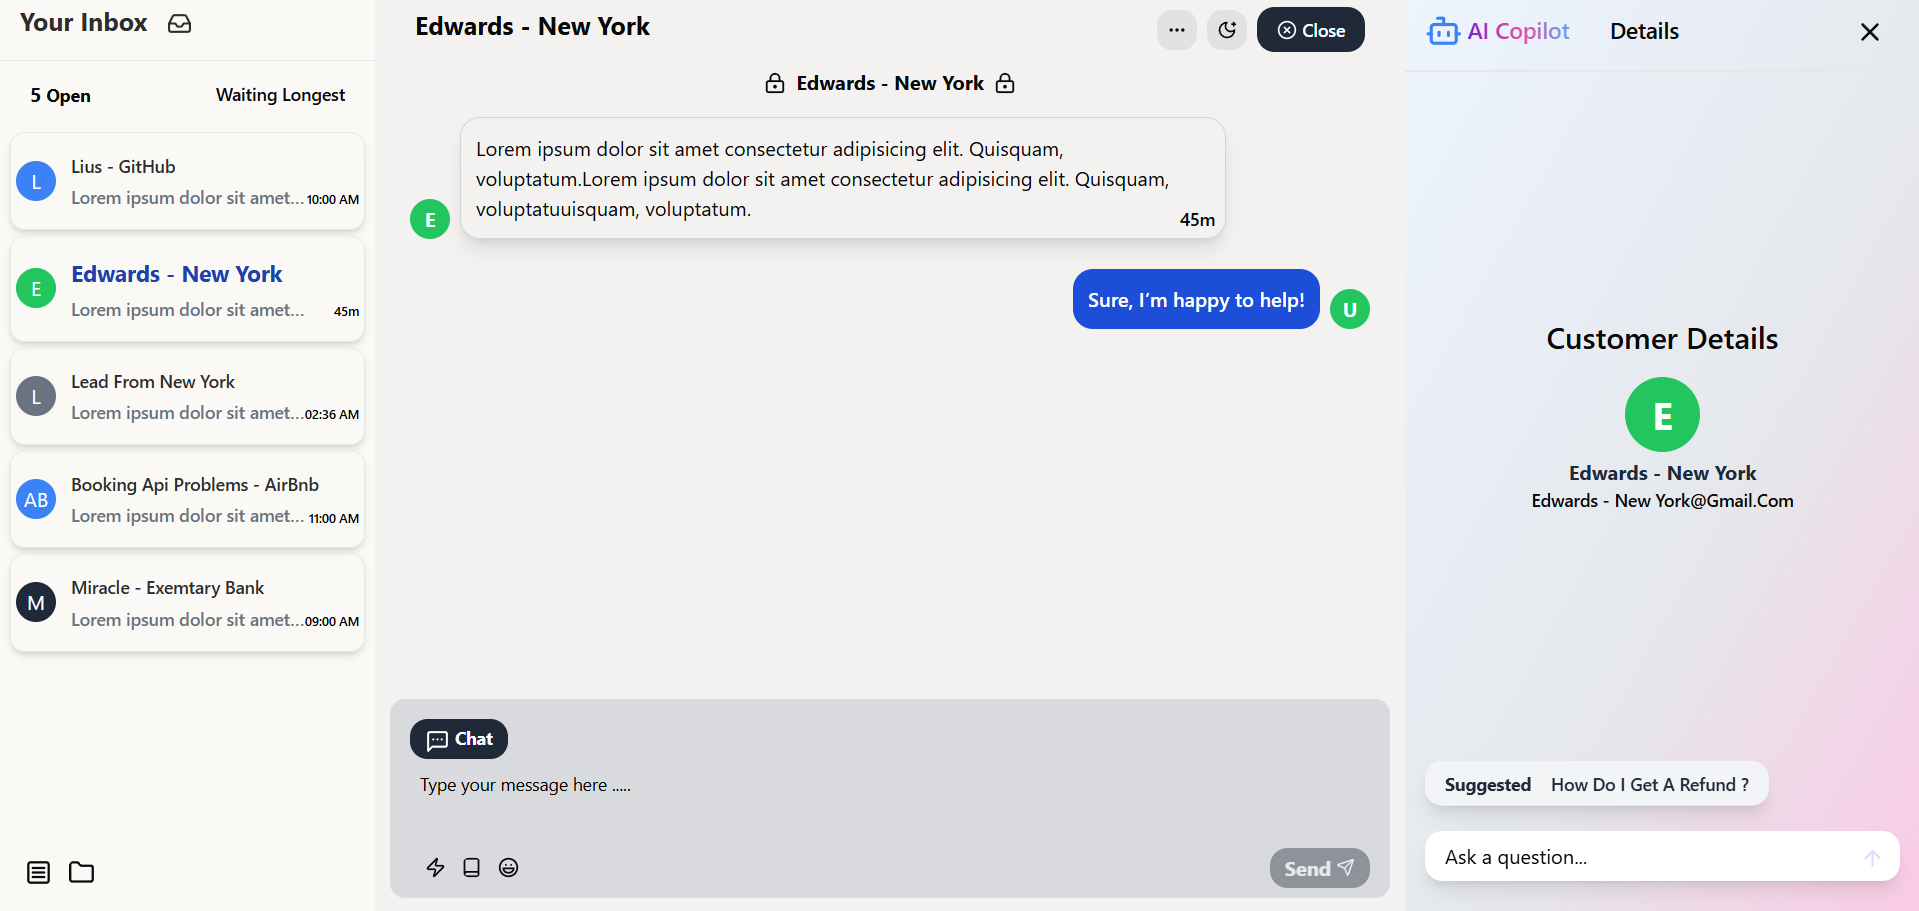 Your Inbox
5 Open
Waiting Longest
L
Lius - GitHub
Lorem ipsum dolor sit amet...
10:00 AM
E
Edwards - New York
Lorem ipsum dolor sit amet...
45m
L
Lead From New York
Lorem ipsum dolor sit amet...
02:36 AM
AB
Booking Api Problems - AirBnb
Lorem ipsum dolor sit amet...
11:00 AM
M
Miracle - Exemtary Bank
Lorem ipsum dolor sit amet...
09:00 AM
Edwards - New York
Close
Edwards - New York
Lorem ipsum dolor sit amet consectetur adipisicing elit. Quisquam,
voluptatum.Lorem ipsum dolor sit amet consectetur adipisicing elit. Quisquam,
voluptatuuisquam, voluptatum.
45m
E
Sure, I’m happy to help!
U
Chat
Type your message here .....
Send
AI Copilot
Details
Customer Details
E
Edwards - New York
Edwards - New York@Gmail.Com
Suggested
How Do I Get A Refund ?
Ask a question...